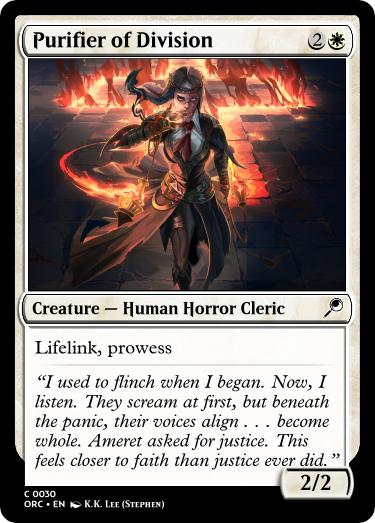 Purifier of Division 2
Creature — Human Horror Cleric
Lifelink, prowess
“I used to flinch when I began. Now, I
listen. They scream at first, but beneath
the panic, their voices align . . . become
whole. Ameret asked for justice. This
feels closer to faith than justice ever did.”
2/2
C 0030
ORC • EN K.K. Lee (Stephen)